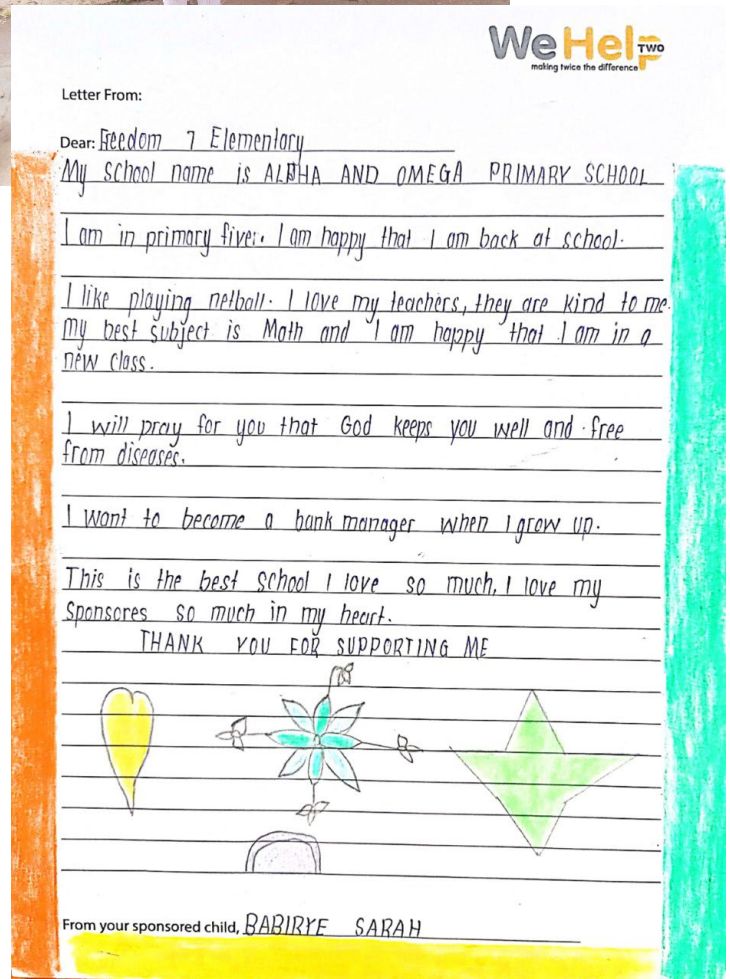 We Help TWO
making twice the difference
Letter From:
Dear: Freedom 7 Elementary
My school name is ALPHA AND OMEGA PRIMARY SCHOOL
I am in primary five. I am happy that I am back at school.
I like playing netball. I love my teachers, they are kind to me.
my best subject is Math and I am happy that I am in a
new class.
I will pray for you that God keeps you well and free
from diseases.
I want to become a bank manager when I grow up.
This is the best school I love so much, I love my
Sponsores so much in my heart.
THANK YOU FOR SUPPORTING ME
From your sponsored child, BABIRYE SARAH